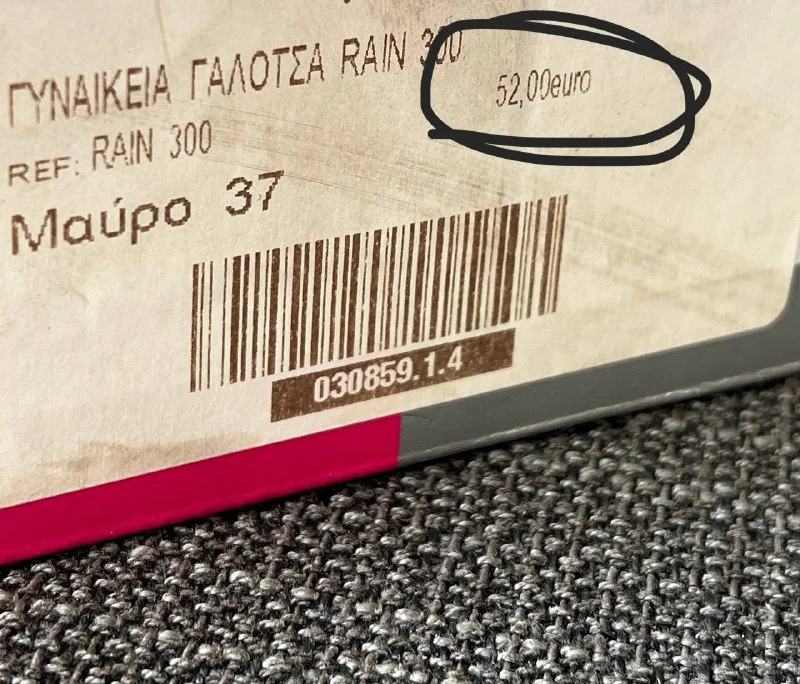 ΓΥΝΑΙΚΕΙΑ ΓΑΛΟΤΣΑ RAIN 300
52,00euro
REF: RAIN 300
Μαύρο 37
030859.1.4